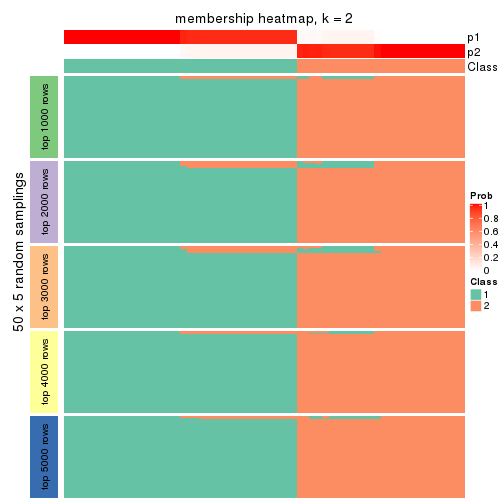 membership heatmap, k = 2
p1
p2
Class
50 x 5 random samplings
top 1000 rows
top 2000 rows
top 3000 rows
top 4000 rows
top 5000 rows
Prob
1
0.8
0.6
0.4
0.2
0
Class
1
2